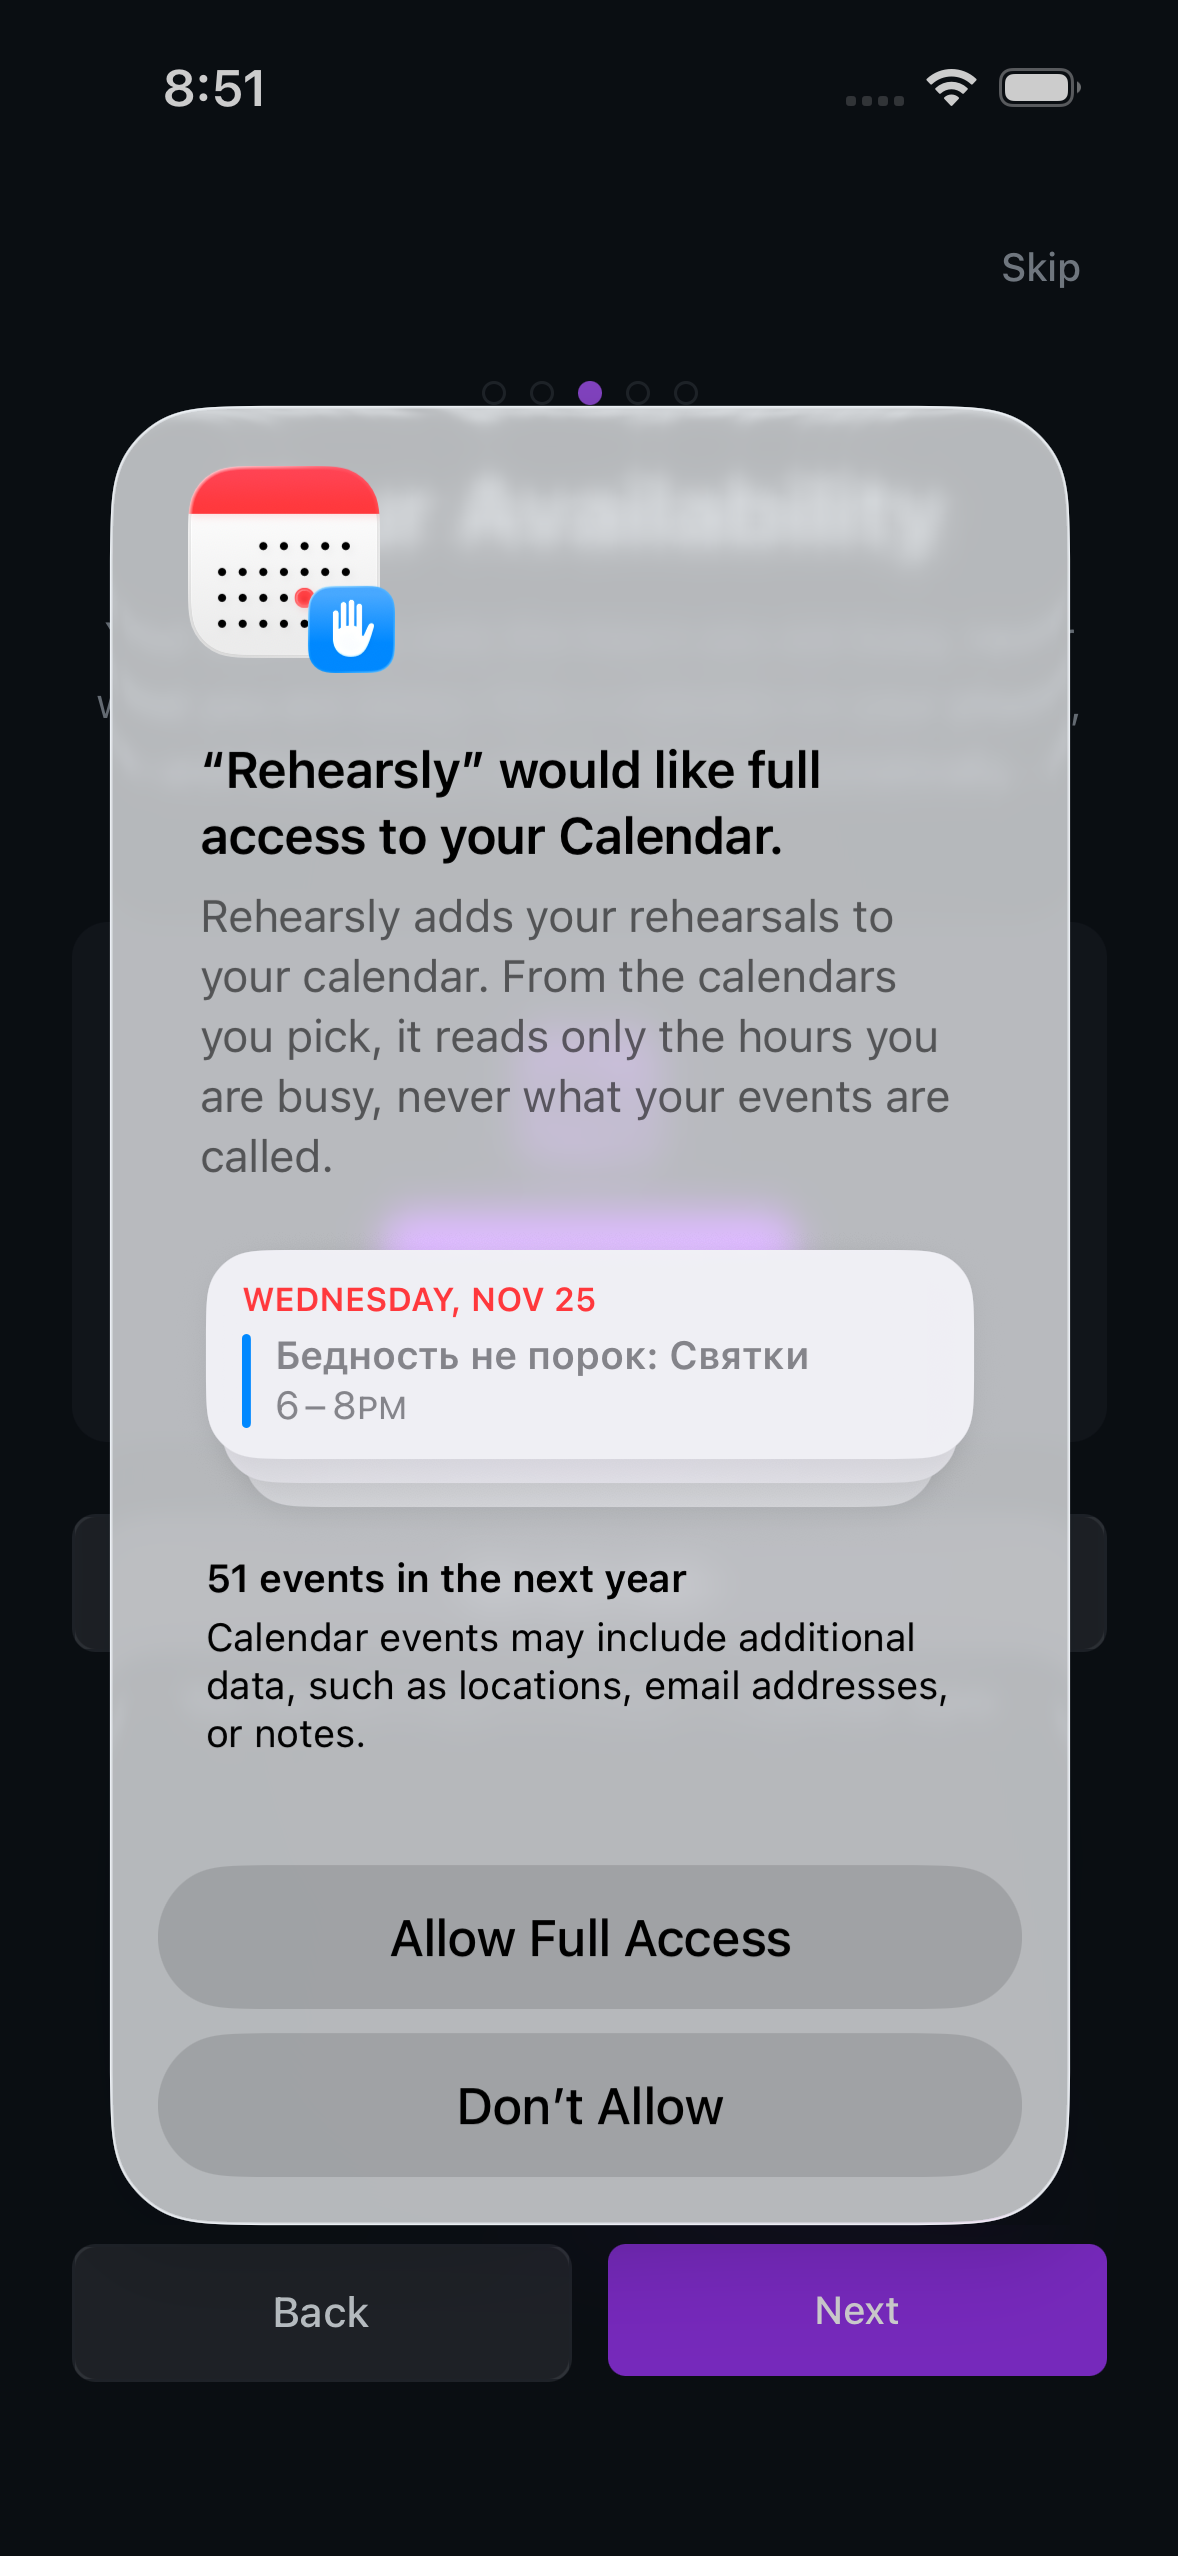 8:51
Skip
r Availability
“Rehearsly” would like full
access to your Calendar.
Rehearsly adds your rehearsals to
your calendar. From the calendars
you pick, it reads only the hours you
are busy, never what your events are
called.
WEDNESDAY, NOV 25
Бедность не порок: Святки
6–8PM
51 events in the next year
Calendar events may include additional
data, such as locations, email addresses,
or notes.
Allow Full Access
Don’t Allow
Back
Next